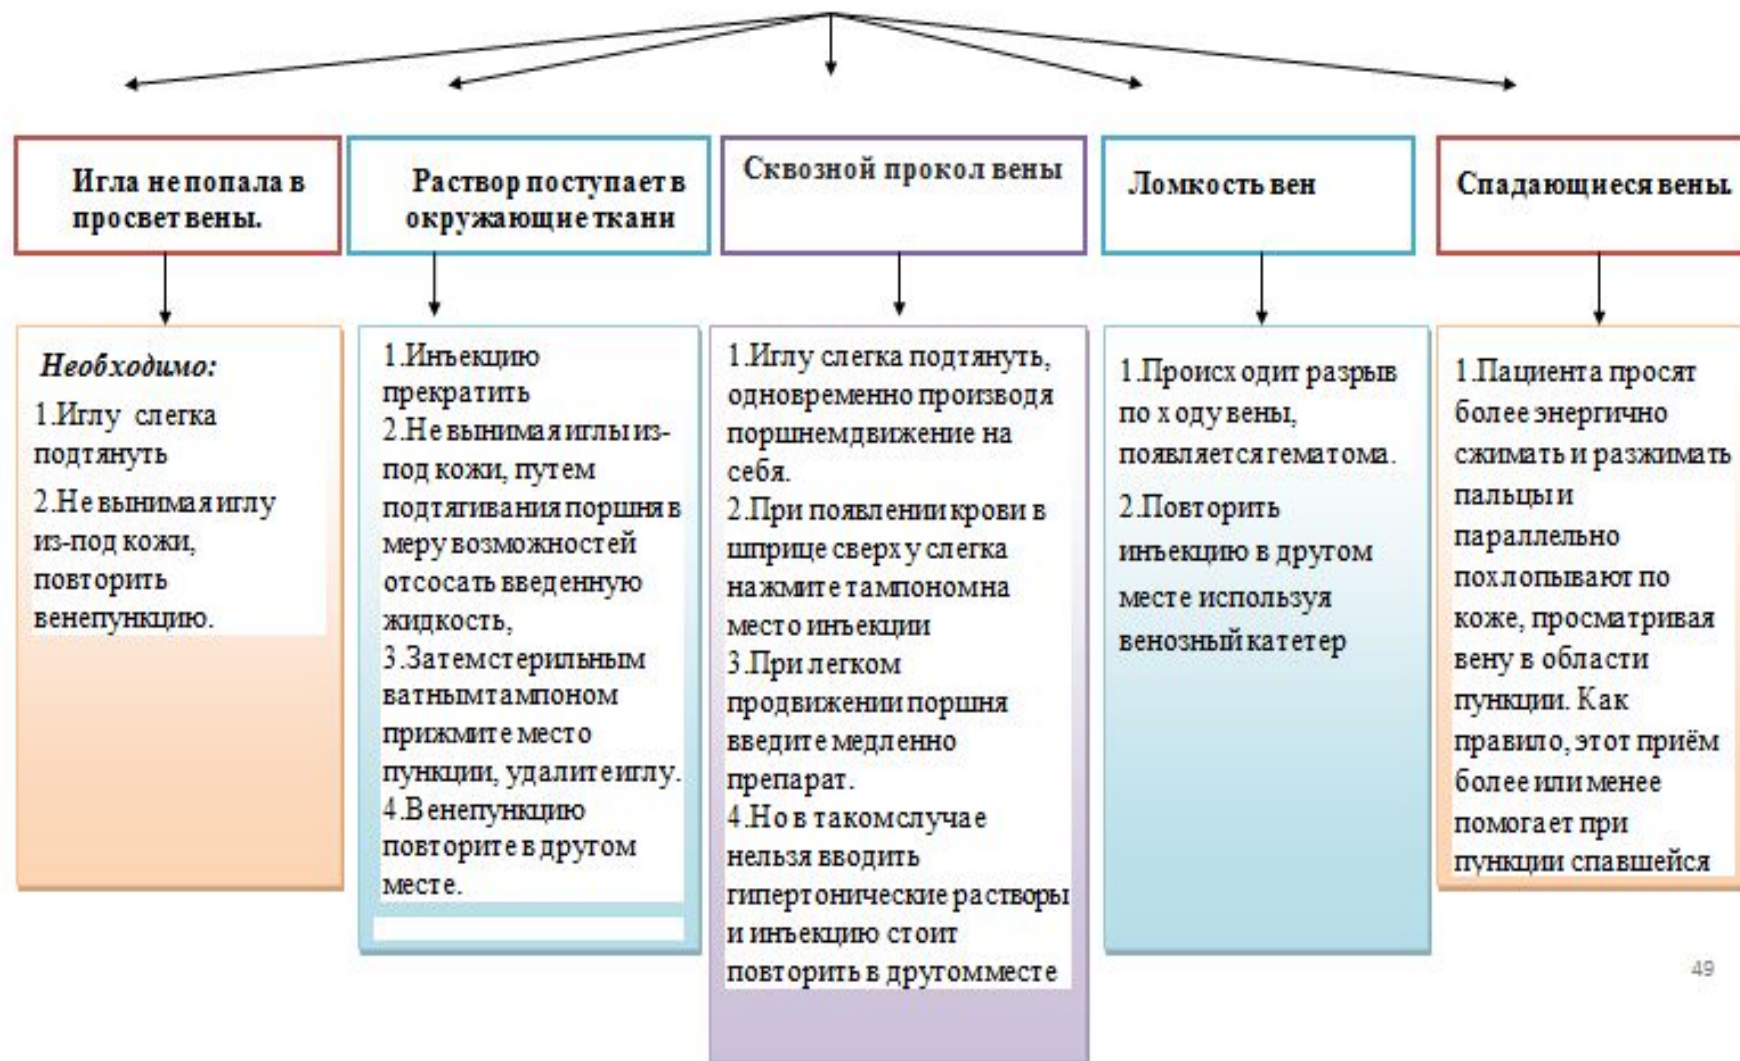 Игла не попала в
просвет вены.
Раствор поступает в
окружающие ткани
Сквозной прокол вены
Ломкость вен
Спадающиеся вены.
Необходимо:
1.Иглу слегка
подтянуть
2.Не вынимая иглу
из-под кожи,
повторить
венепункцию.
1.Инъекцию
прекратить
2.Не вынимая иглы из-
под кожи, путем
подтягивания поршня в
меру возможностей
отсосать введенную
жидкость,
3.Затем стерильным
ватным тампоном
прижмите место
пункции, удалите иглу.
4.Венепункцию
повторите в другом
месте.
1.Иглу слегка подтянуть,
одновременно производя
поршнем движение на
себя.
2.При появлении крови в
шприце сверху слегка
нажмите тампоном на
место инъекции
3.При легком
продвижении поршня
введите медленно
препарат.
4.Но в таком случае
нельзя вводить
гипертонические растворы
и инъекцию стоит
повторить в другом месте
1.Происходит разрыв
по ходу вены,
появляется гематома.
2.Повторить
инъекцию в другом
месте используя
венозный катетер
1.Пациента просят
более энергично
сжимать и разжимать
пальцы и
параллельно
похлопывают по
коже, просматривая
вену в области
пункции. Как
правило, этот приём
более или менее
помогает при
пункции спавшейся
49